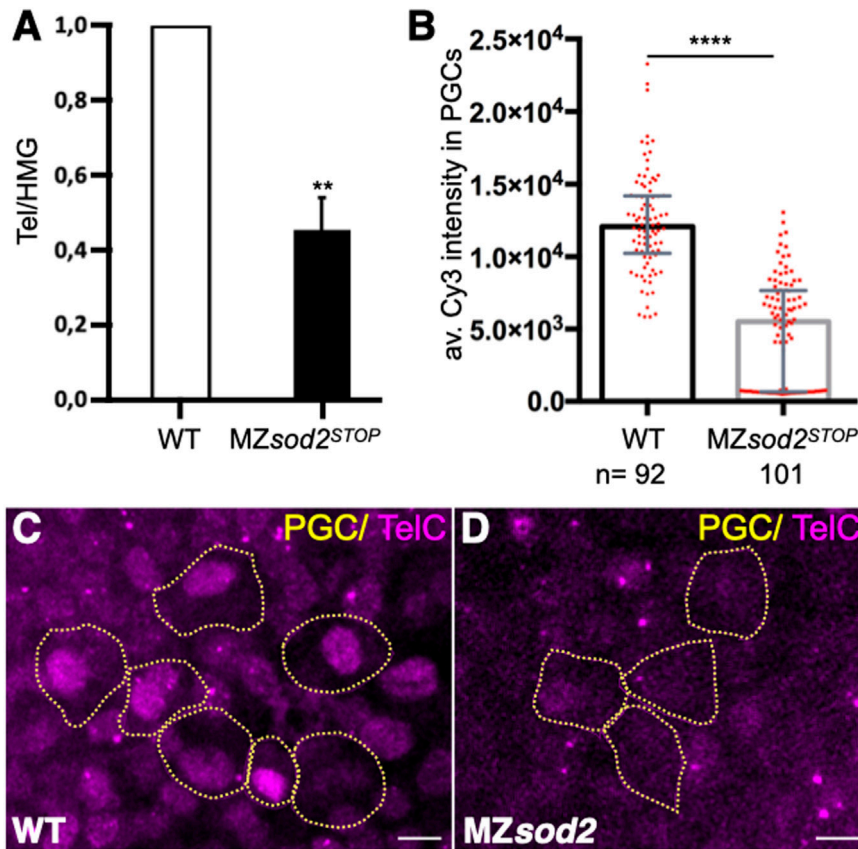 A
Tel/HMG
1,0
0,8
0,6
0,4
0,2
0,0
**
WT
MZsod2STOP
B
av. Cy3 intensity in PGCs
2.5×10⁴
2.0×10⁴
1.5×10⁴
1.0×10⁴
5.0×10³
0.0
****
WT
MZsod2STOP
n= 92
101
C
PGC/ TelC
WT
D
PGC/ TelC
MZsod2